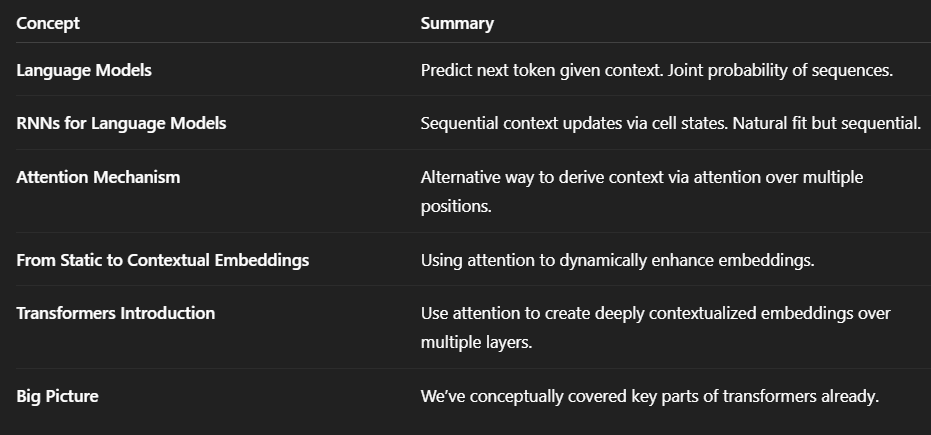 Concept Summary
Language Models Predict next token given context. Joint probability of sequences.
RNNs for Language Models Sequential context updates via cell states. Natural fit but sequential.
Attention Mechanism Alternative way to derive context via attention over multiple
positions.
From Static to Contextual Embeddings Using attention to dynamically enhance embeddings.
Transformers Introduction Use attention to create deeply contextualized embeddings over
multiple layers.
Big Picture We’ve conceptually covered key parts of transformers already.